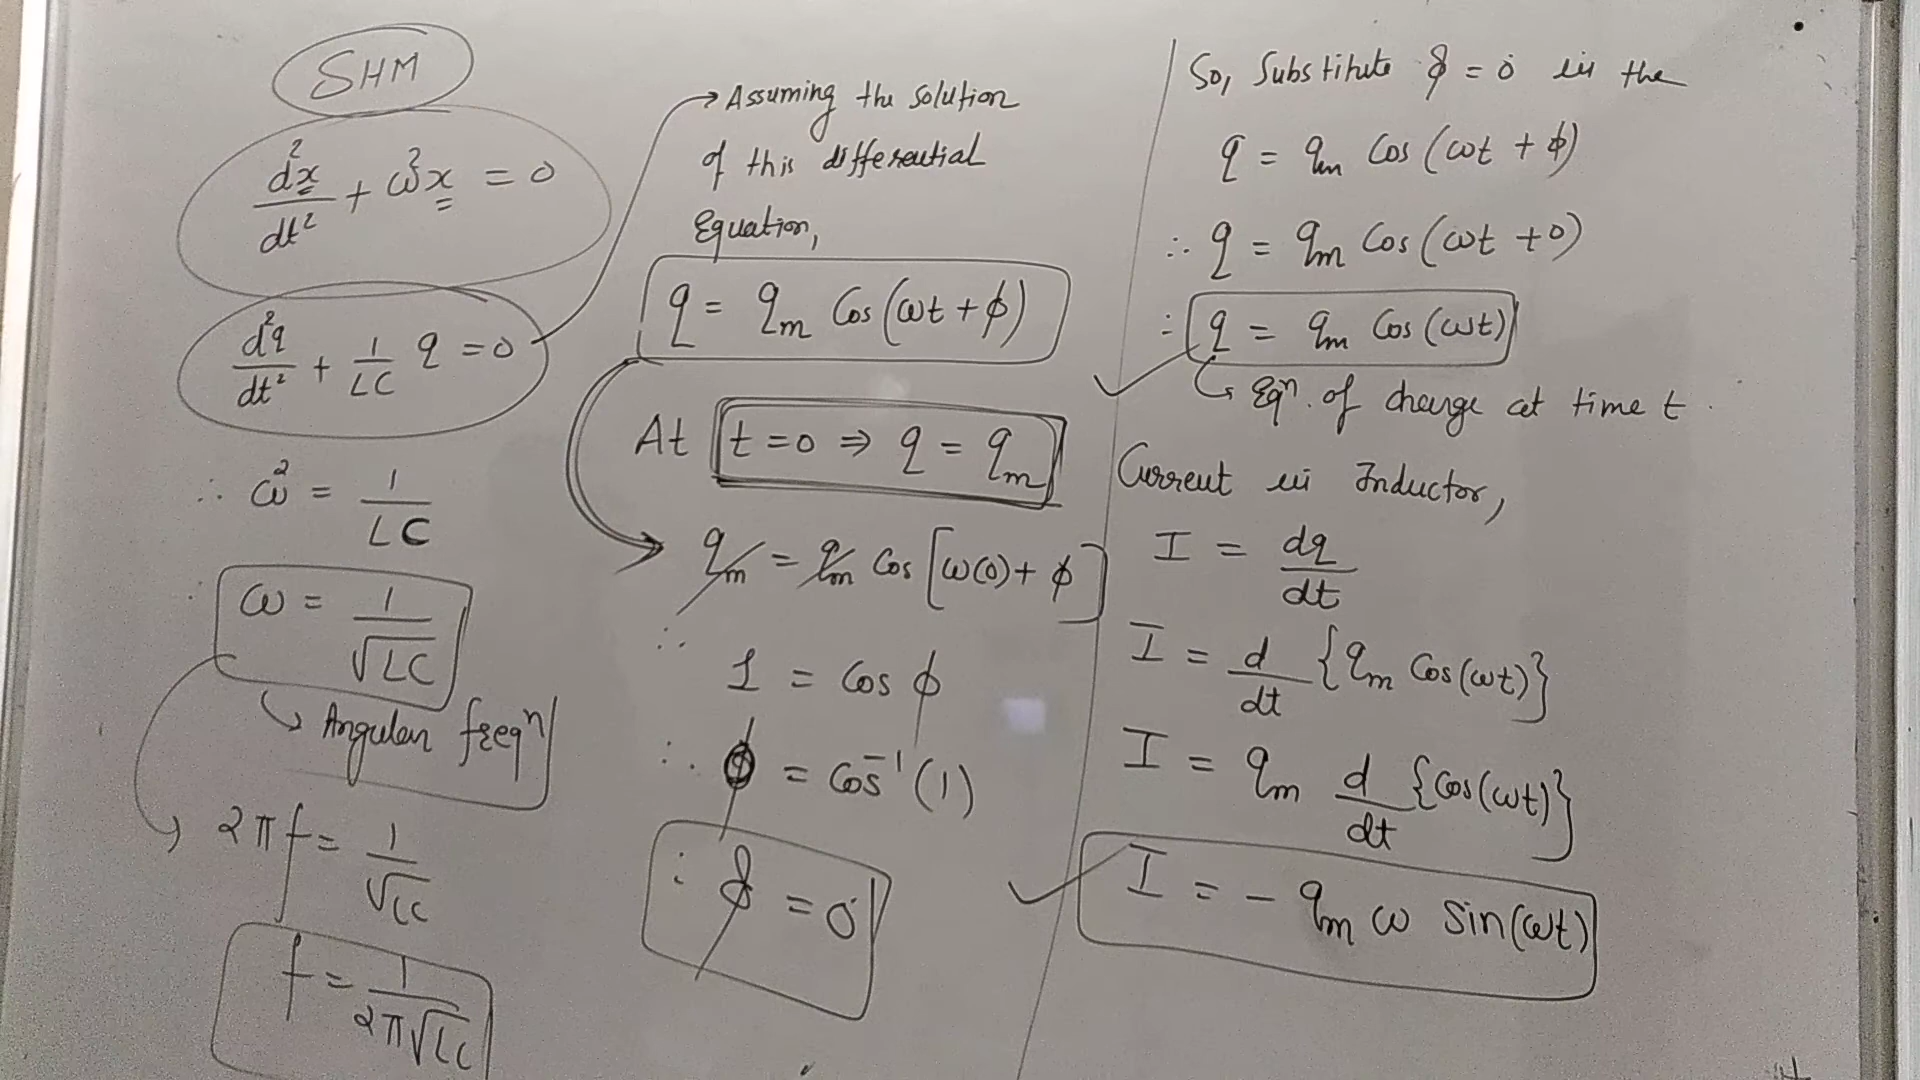 SHM
d²x/dt² + ω²x = 0
d²q/dt² + 1/LC q = 0
∴ ω² = 1/LC
ω = 1/√LC
↳ Angular freqⁿ
2πf = 1/√LC
f = 1/2π√LC
→ Assuming the solution
of this differential
Equation,
q = qm Cos(ωt + ϕ)
At t=0 ⇒ q = qm
qm = qm Cos[ω(0) + ϕ]
∴ 1 = Cos ϕ
∴ ϕ = Cos⁻¹(1)
∴ ϕ = 0
So, Substitute ϕ = 0 in the
q = qm Cos(ωt + ϕ)
∴ q = qm Cos(ωt + 0)
∴ q = qm Cos(ωt)
↳ Eqⁿ. of charge at time t.
Current in Inductor,
I = dq/dt
I = d/dt {qm Cos(ωt)}
I = qm d/dt {Cos(ωt)}
I = - qm ω Sin(ωt)